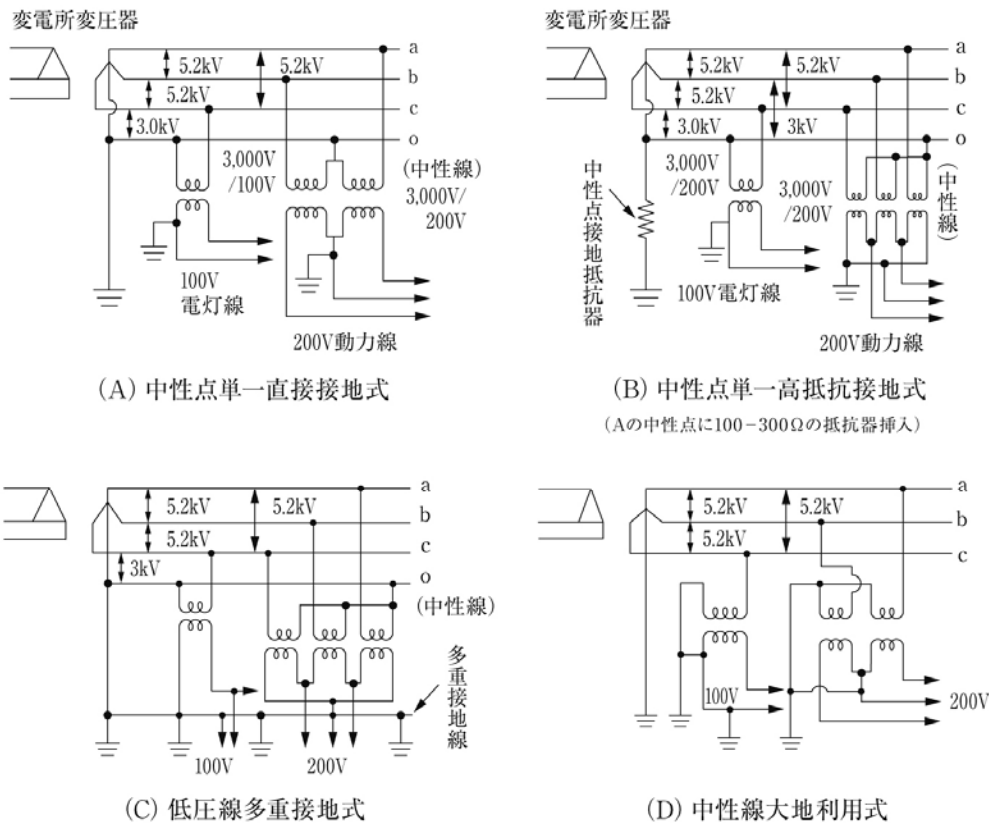 変電所変圧器
a
5.2kV
5.2kV
b
5.2kV
c
3.0kV
o
3,000V
/100V
(中性線)
3,000V/
200V
100V
電灯線
200V動力線
(A) 中性点単一直接接地式
変電所変圧器
a
5.2kV
5.2kV
b
5.2kV
c
3.0kV
3kV
o
中性点接地抵抗器
3,000V
/200V
3,000V
/200V
(中性線)
100V電灯線
200V動力線
(B) 中性点単一高抵抗接地式
(Aの中性点に100−300Ωの抵抗器挿入)
a
5.2kV
5.2kV
b
5.2kV
c
3kV
o
(中性線)
多重接地線
100V
200V
(C) 低圧線多重接地式
a
5.2kV
5.2kV
b
5.2kV
c
100V
200V
(D) 中性線大地利用式